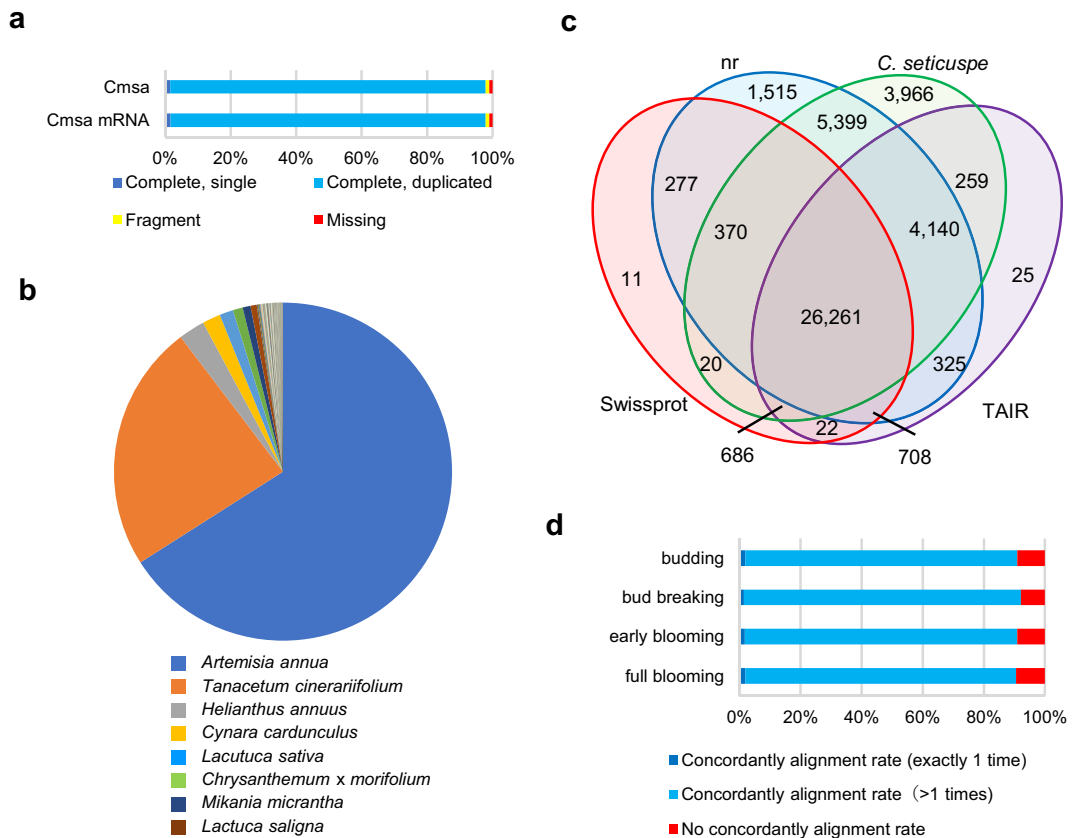 a
Cmsa
Cmsa mRNA
0% 20% 40% 60% 80% 100%
Complete, single
Complete, duplicated
Fragment
Missing
b
Artemisia annua
Tanacetum cinerariifolium
Helianthus annuus
Cynara cardunculus
Lacutuca sativa
Chrysanthemum x morifolium
Mikania micrantha
Lactuca saligna
c
nr
C. seticuspe
1,515
3,966
5,399
277
259
370
4,140
11
25
26,261
20
325
Swissprot
TAIR
22
686
708
d
budding
bud breaking
early blooming
full blooming
0% 20% 40% 60% 80% 100%
Concordantly alignment rate (exactly 1 time)
Concordantly alignment rate（>1 times)
No concordantly alignment rate